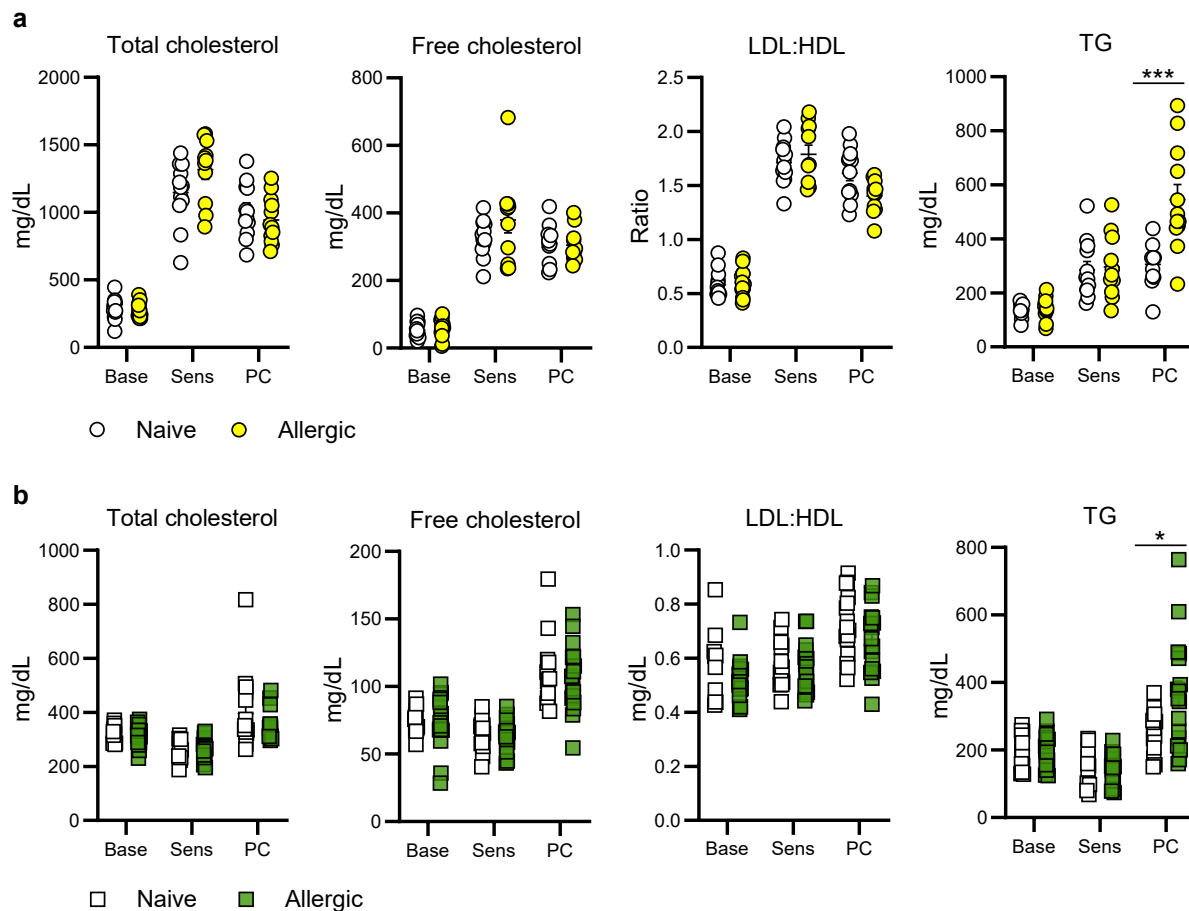 a
Total cholesterol
Free cholesterol
LDL:HDL
TG
2000
1500
1000
500
0
mg/dL
Base
Sens
PC
800
600
400
200
0
mg/dL
Base
Sens
PC
2.5
2.0
1.5
1.0
0.5
0.0
Ratio
Base
Sens
PC
***
1000
800
600
400
200
0
mg/dL
Base
Sens
PC
Naive
Allergic
b
Total cholesterol
Free cholesterol
LDL:HDL
TG
1000
800
600
400
200
0
mg/dL
Base
Sens
PC
200
150
100
50
0
mg/dL
Base
Sens
PC
1.0
0.8
0.6
0.4
0.2
0.0
mg/dL
Base
Sens
PC
*
800
600
400
200
0
mg/dL
Base
Sens
PC
Naive
Allergic